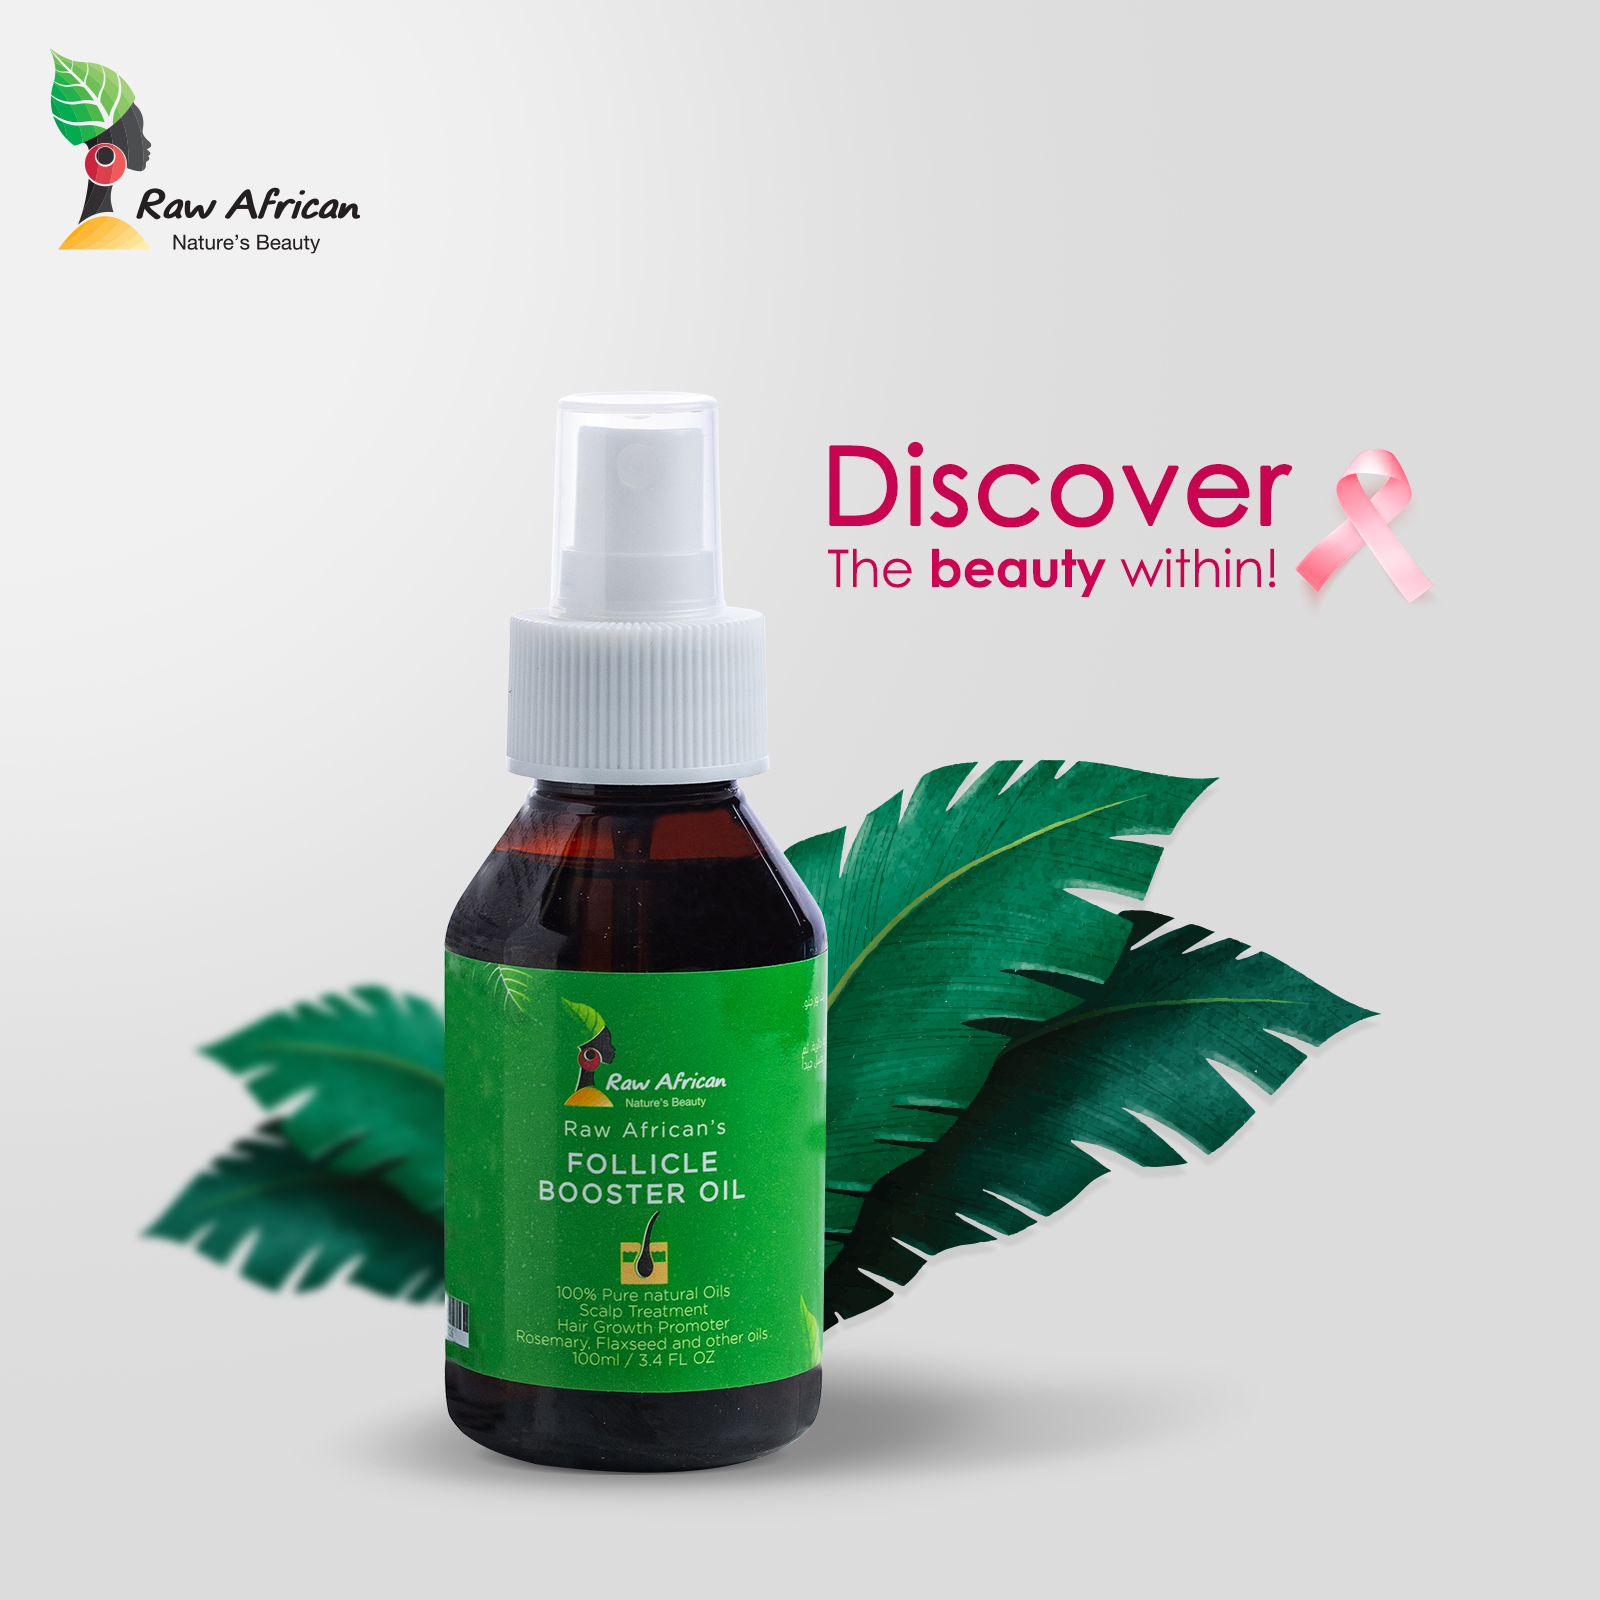 Raw African
Nature's Beauty
Discover
The beauty within!
Raw African
Nature's Beauty
Raw African's
FOLLICLE
BOOSTER OIL
100% Pure natural Oils
Scalp Treatment
Hair Growth Promoter
Rosemary, Flaxseed and other oils
100ml / 3.4 FL OZ